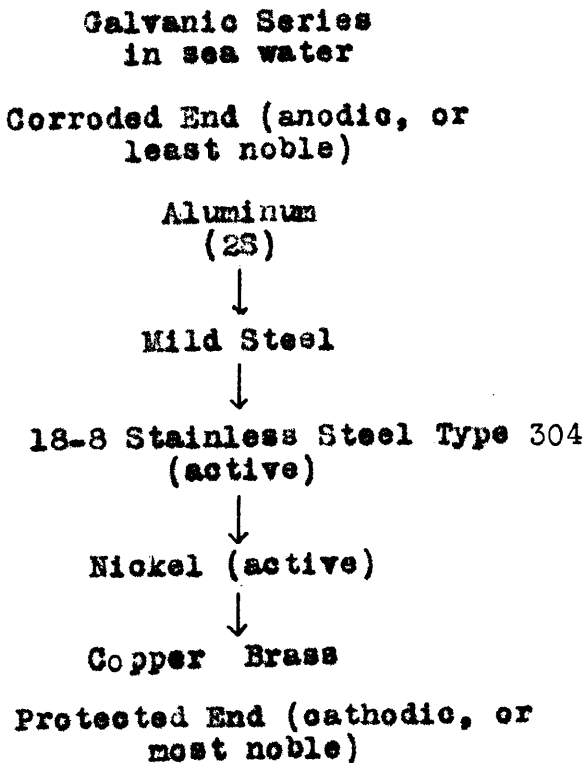 Galvanic Series
in sea water
Corroded End (anodic, or
least noble)
Aluminum
(2S)
Mild Steel
18-8 Stainless Steel Type 304
(active)
Nickel (active)
Copper Brass
Protected End (cathodic, or
most noble)